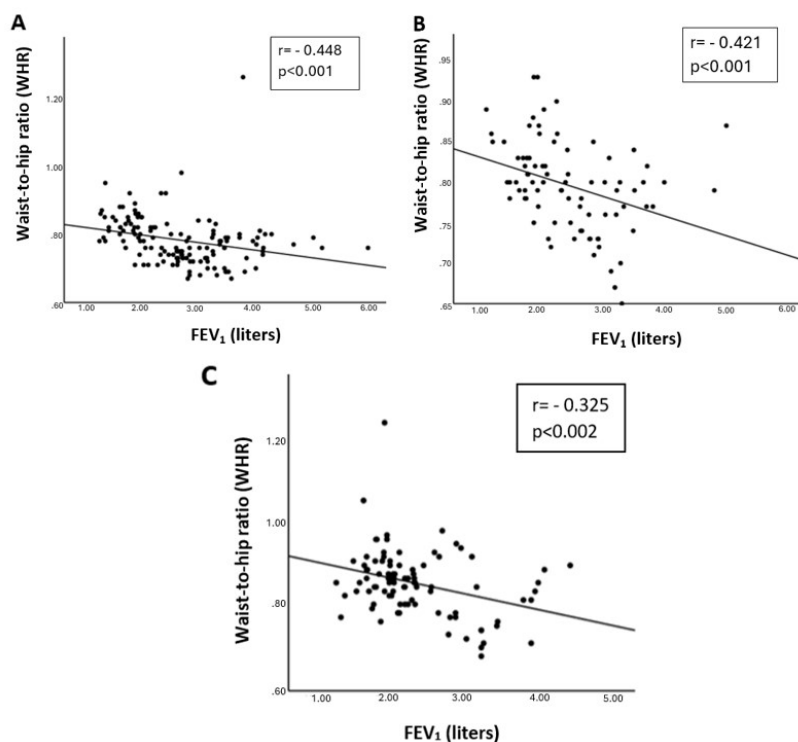 A
r= - 0.448
p<0.001
Waist-to-hip ratio (WHR)
1.20
1.00
.80
.60
1.00 2.00 3.00 4.00 5.00 6.00
FEV₁ (liters)
B
r= - 0.421
p<0.001
Waist-to-hip ratio (WHR)
.95
.90
.85
.80
.75
.70
.65
1.00 2.00 3.00 4.00 5.00 6.00
FEV₁ (liters)
C
r= - 0.325
p<0.002
Waist-to-hip ratio (WHR)
1.20
1.00
.80
.60
1.00 2.00 3.00 4.00 5.00
FEV₁ (liters)